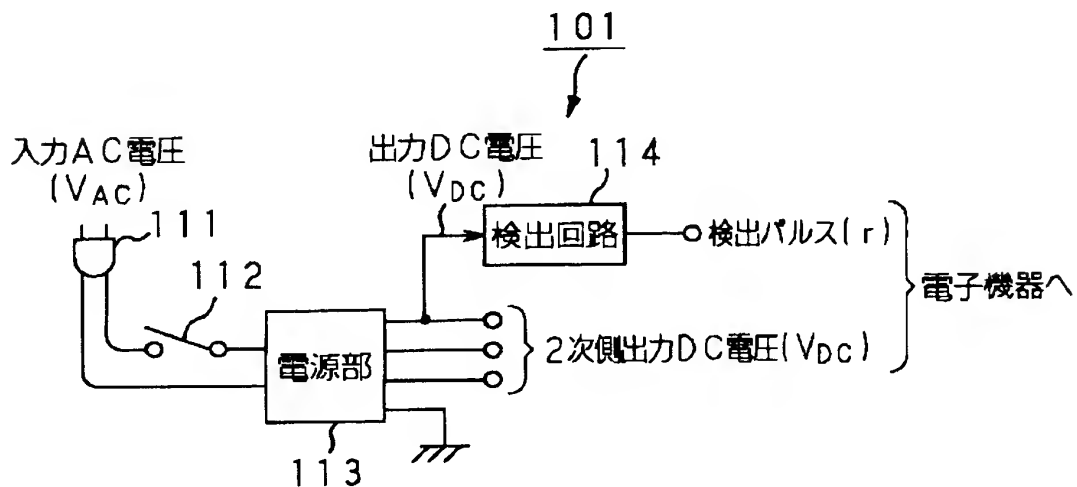 101
入力AC電圧
(VAC)
111
112
出力DC電圧
(VDC)
114
検出回路
検出パルス(r)
電子機器へ
電源部
2次側出力DC電圧(VDC)
113